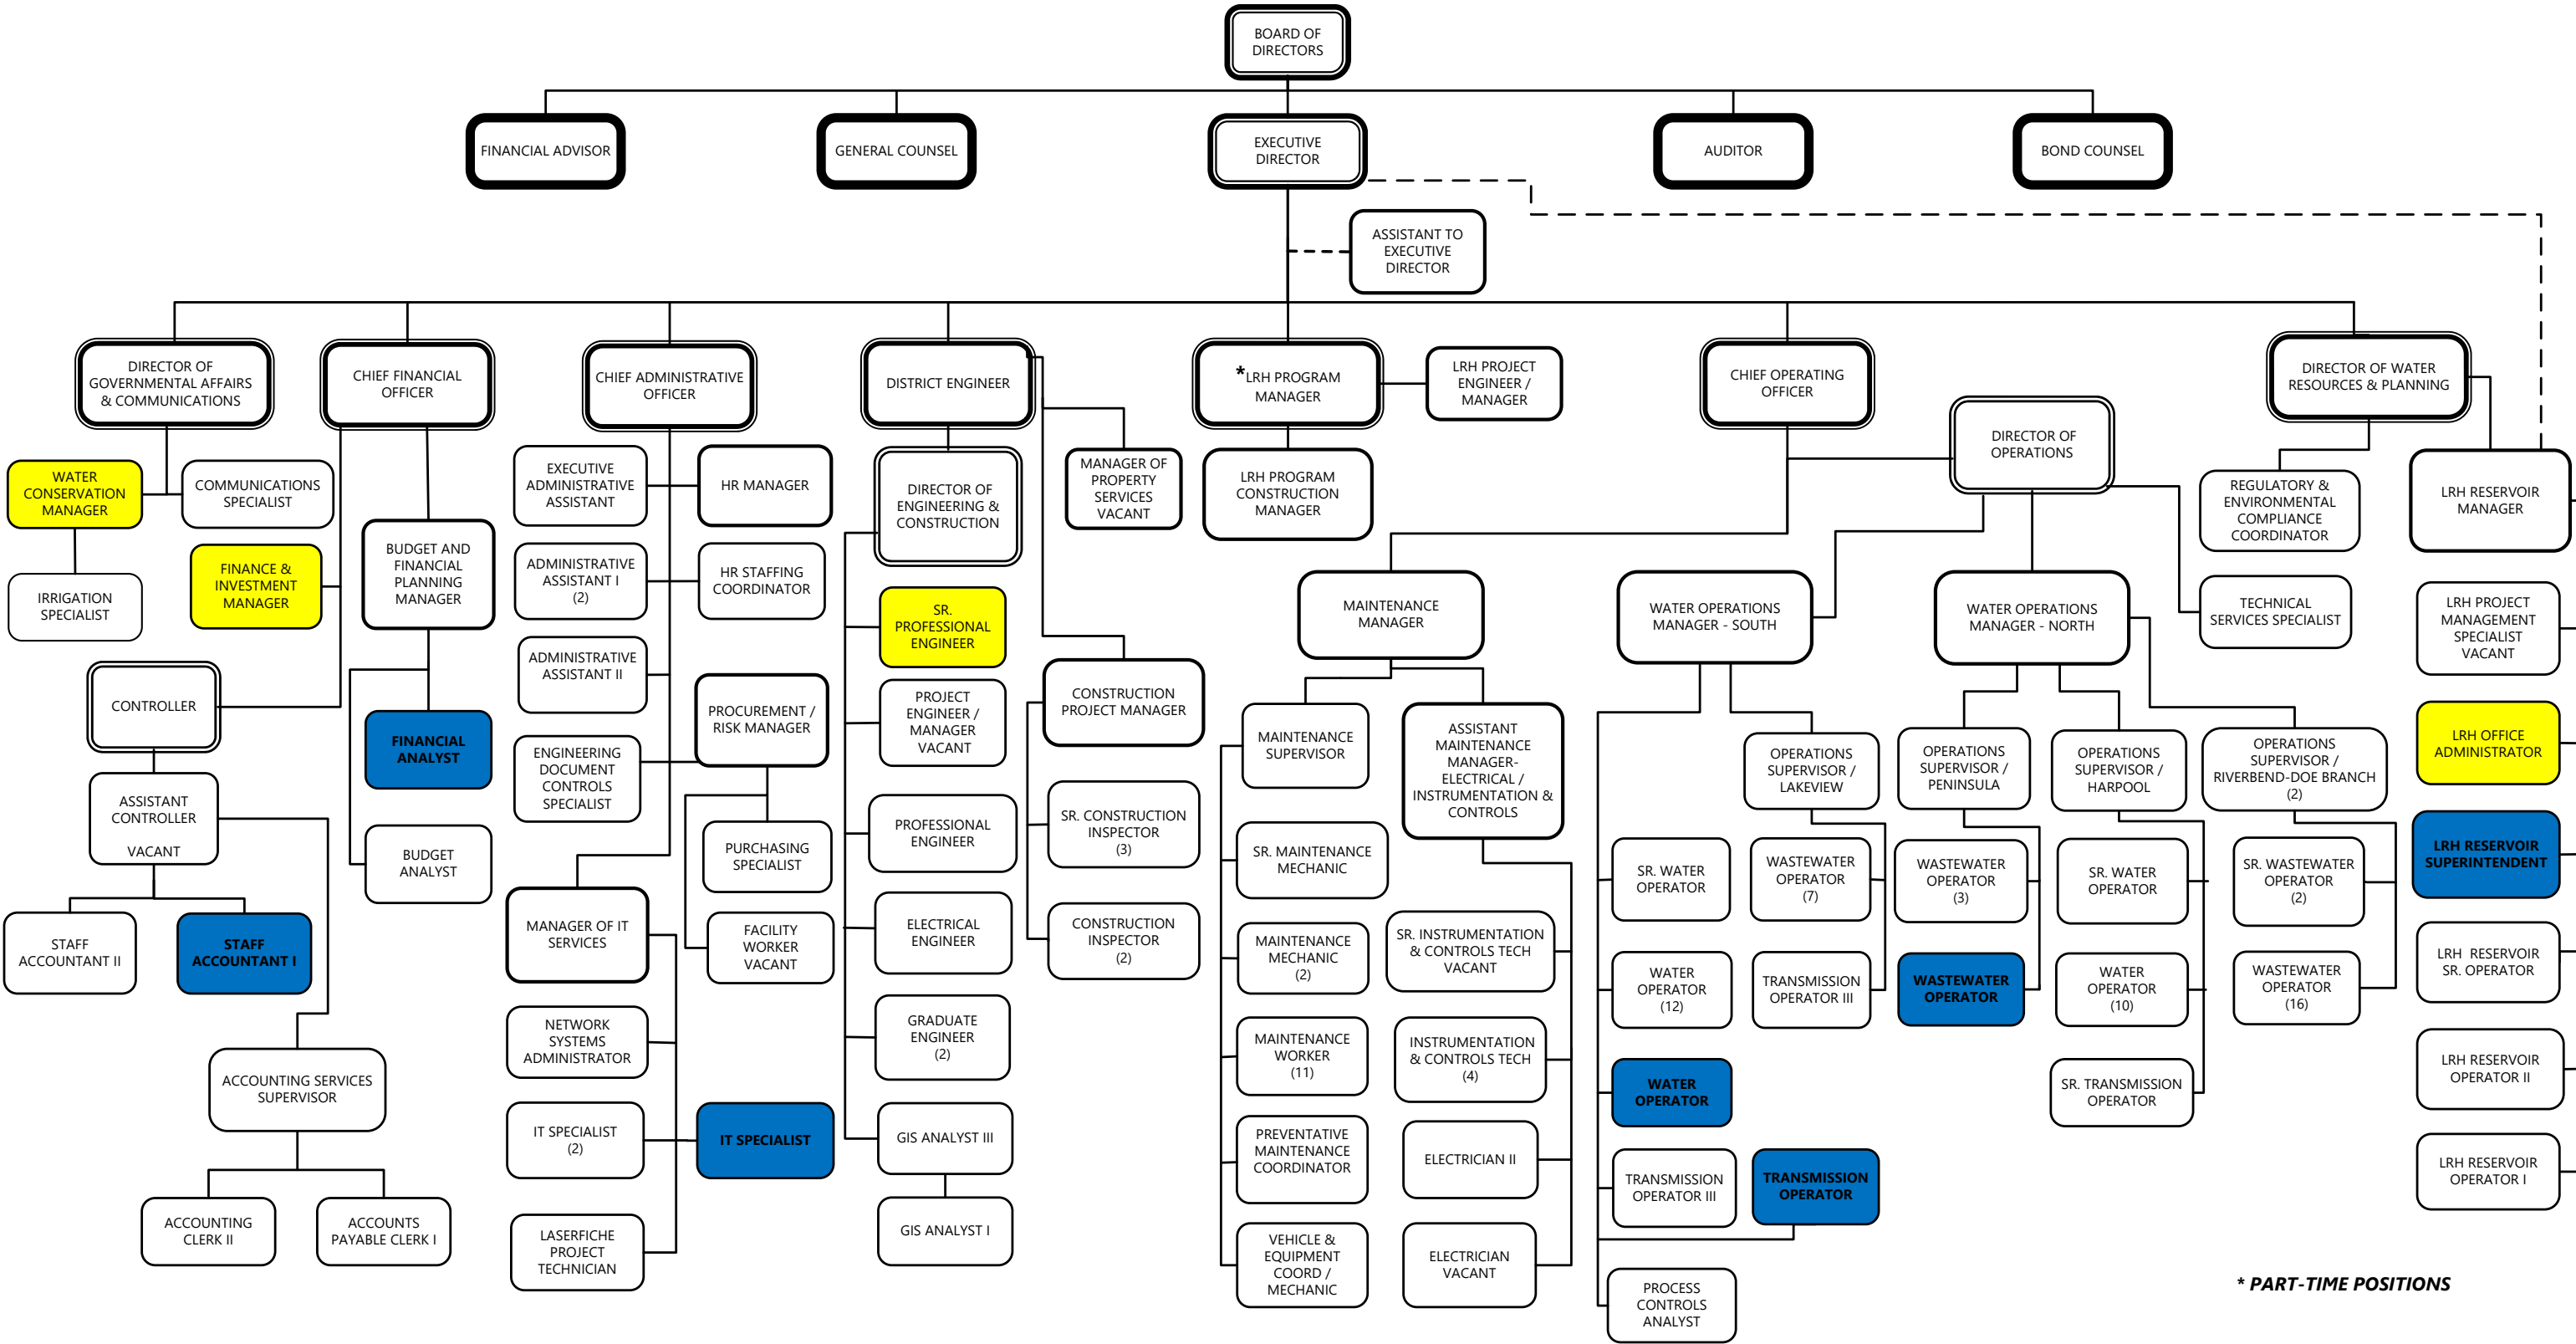 BOARD OF
DIRECTORS
FINANCIAL ADVISOR
GENERAL COUNSEL
EXECUTIVE
DIRECTOR
AUDITOR
BOND COUNSEL
ASSISTANT TO
EXECUTIVE
DIRECTOR
DIRECTOR OF
GOVERNMENTAL AFFAIRS
& COMMUNICATIONS
CHIEF FINANCIAL
OFFICER
CHIEF ADMINISTRATIVE
OFFICER
DISTRICT ENGINEER
*LRH PROGRAM
MANAGER
LRH PROJECT
ENGINEER /
MANAGER
CHIEF OPERATING
OFFICER
DIRECTOR OF
OPERATIONS
DIRECTOR OF WATER
RESOURCES & PLANNING
WATER
CONSERVATION
MANAGER
COMMUNICATIONS
SPECIALIST
IRRIGATION
SPECIALIST
FINANCE &
INVESTMENT
MANAGER
BUDGET AND
FINANCIAL
PLANNING
MANAGER
CONTROLLER
FINANCIAL
ANALYST
BUDGET
ANALYST
ASSISTANT
CONTROLLER
VACANT
STAFF
ACCOUNTANT II
STAFF
ACCOUNTANT I
ACCOUNTING SERVICES
SUPERVISOR
ACCOUNTING
CLERK II
ACCOUNTS
PAYABLE CLERK I
EXECUTIVE
ADMINISTRATIVE
ASSISTANT
HR MANAGER
ADMINISTRATIVE
ASSISTANT I
(2)
HR STAFFING
COORDINATOR
ADMINISTRATIVE
ASSISTANT II
PROCUREMENT /
RISK MANAGER
ENGINEERING
DOCUMENT
CONTROLS
SPECIALIST
PURCHASING
SPECIALIST
FACILITY
WORKER
VACANT
MANAGER OF IT
SERVICES
NETWORK
SYSTEMS
ADMINISTRATOR
IT SPECIALIST
(2)
IT SPECIALIST
LASERFICHE
PROJECT
TECHNICIAN
DIRECTOR OF
ENGINEERING &
CONSTRUCTION
MANAGER OF
PROPERTY
SERVICES
VACANT
SR.
PROFESSIONAL
ENGINEER
PROJECT
ENGINEER /
MANAGER
VACANT
PROFESSIONAL
ENGINEER
ELECTRICAL
ENGINEER
GRADUATE
ENGINEER
(2)
GIS ANALYST III
GIS ANALYST I
CONSTRUCTION
PROJECT MANAGER
SR. CONSTRUCTION
INSPECTOR
(3)
CONSTRUCTION
INSPECTOR
(2)
LRH PROGRAM
CONSTRUCTION
MANAGER
MAINTENANCE
MANAGER
MAINTENANCE
SUPERVISOR
ASSISTANT
MAINTENANCE
MANAGER-
ELECTRICAL /
INSTRUMENTATION &
CONTROLS
SR. MAINTENANCE
MECHANIC
MAINTENANCE
MECHANIC
(2)
MAINTENANCE
WORKER
(11)
PREVENTATIVE
MAINTENANCE
COORDINATOR
VEHICLE &
EQUIPMENT
COORD /
MECHANIC
SR. INSTRUMENTATION
& CONTROLS TECH
VACANT
INSTRUMENTATION
& CONTROLS TECH
(4)
ELECTRICIAN II
ELECTRICIAN
VACANT
WATER OPERATIONS
MANAGER - SOUTH
WATER OPERATIONS
MANAGER - NORTH
TECHNICAL
SERVICES SPECIALIST
REGULATORY &
ENVIRONMENTAL
COMPLIANCE
COORDINATOR
OPERATIONS
SUPERVISOR /
LAKEVIEW
OPERATIONS
SUPERVISOR /
PENINSULA
OPERATIONS
SUPERVISOR /
HARPOOL
OPERATIONS
SUPERVISOR /
RIVERBEND-DOE BRANCH
(2)
SR. WATER
OPERATOR
WATER
OPERATOR
(12)
WATER
OPERATOR
TRANSMISSION
OPERATOR III
TRANSMISSION
OPERATOR
PROCESS
CONTROLS
ANALYST
WASTEWATER
OPERATOR
(7)
TRANSMISSION
OPERATOR III
WASTEWATER
OPERATOR
(3)
WASTEWATER
OPERATOR
SR. WATER
OPERATOR
WATER
OPERATOR
(10)
SR. TRANSMISSION
OPERATOR
SR. WASTEWATER
OPERATOR
(2)
WASTEWATER
OPERATOR
(16)
LRH RESERVOIR
MANAGER
LRH PROJECT
MANAGEMENT
SPECIALIST
VACANT
LRH OFFICE
ADMINISTRATOR
LRH RESERVOIR
SUPERINTENDENT
LRH RESERVOIR
SR. OPERATOR
LRH RESERVOIR
OPERATOR II
LRH RESERVOIR
OPERATOR I
* PART-TIME POSITIONS